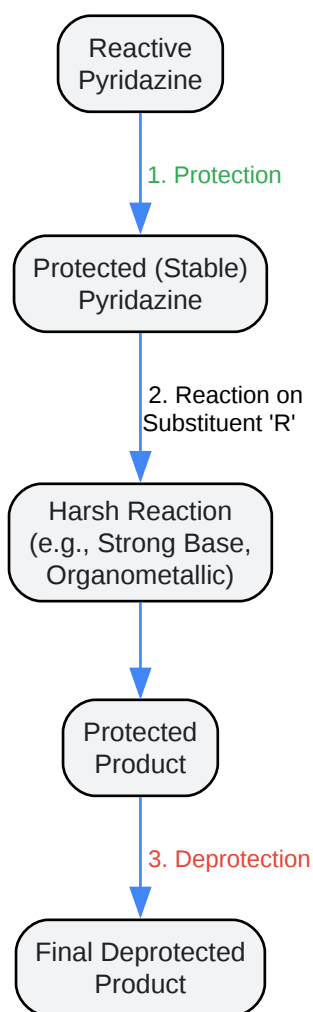 Reactive
Pyridazine
1. Protection
Protected (Stable)
Pyridazine
2. Reaction on
Substituent 'R'
Harsh Reaction
(e.g., Strong Base,
Organometallic)
Protected
Product
3. Deprotection
Final Deprotected
Product